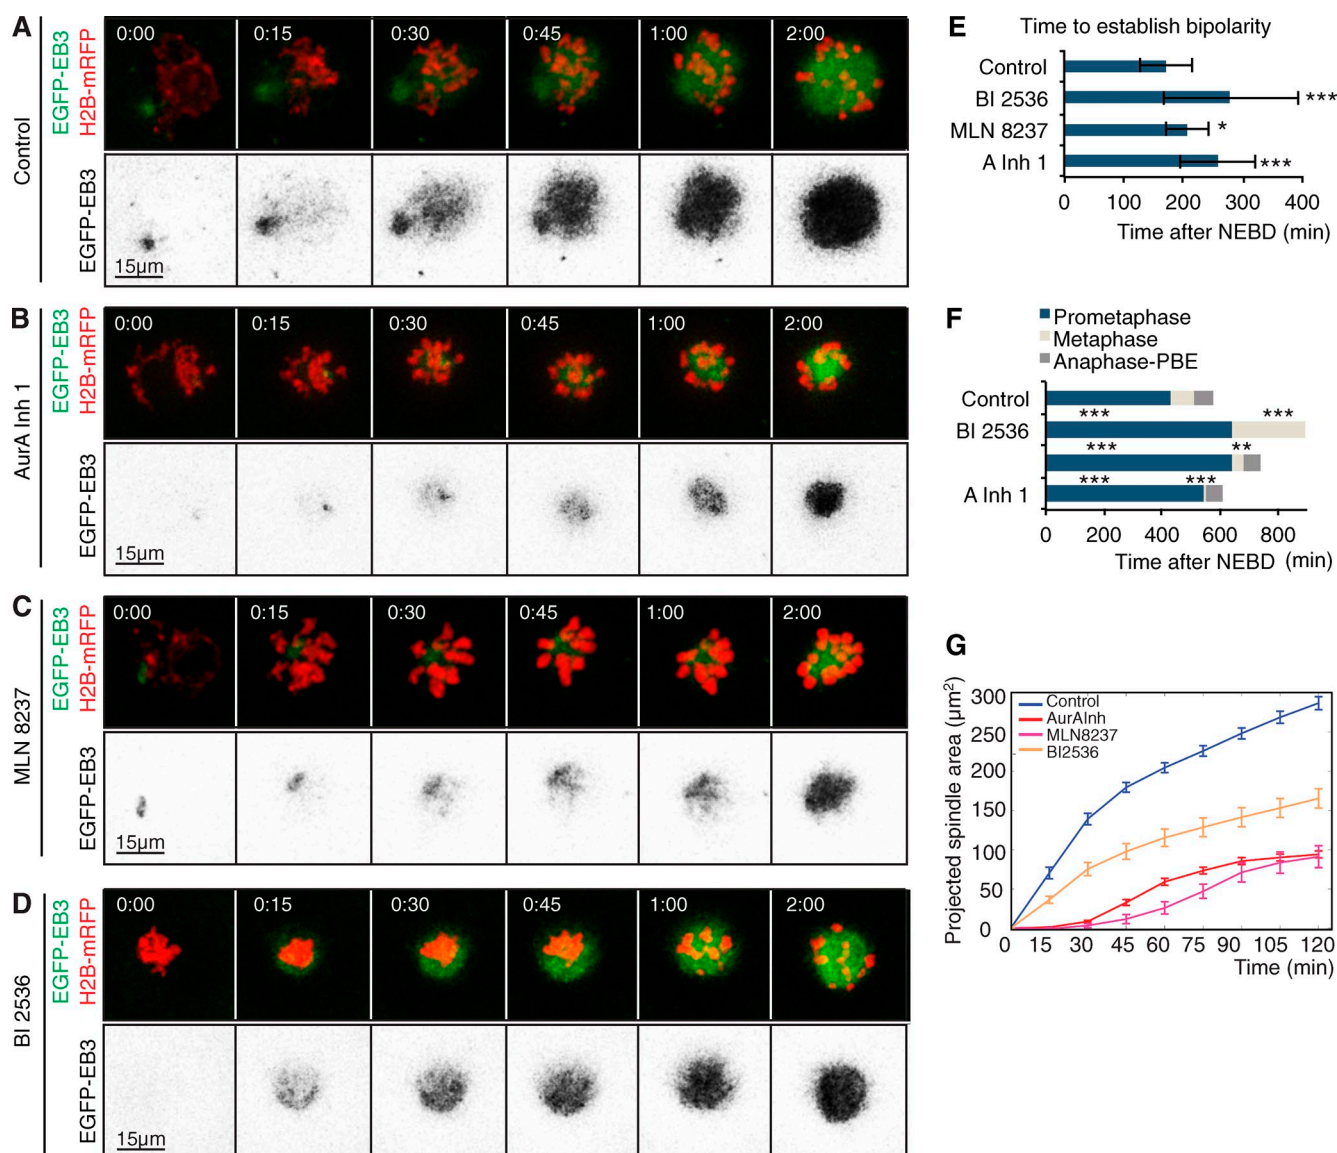 A
Control
EGFP-EB3
H2B-mRFP
0:00
0:15
0:30
0:45
1:00
2:00
EGFP-EB3
15µm
B
AurA Inh 1
EGFP-EB3
H2B-mRFP
0:00
0:15
0:30
0:45
1:00
2:00
EGFP-EB3
15µm
C
MLN 8237
EGFP-EB3
H2B-mRFP
0:00
0:15
0:30
0:45
1:00
2:00
EGFP-EB3
15µm
D
BI 2536
EGFP-EB3
H2B-mRFP
0:00
0:15
0:30
0:45
1:00
2:00
EGFP-EB3
15µm
E
Time to establish bipolarity
Control
BI 2536 ***
MLN 8237 *
A Inh 1 ***
0 100 200 300 400
Time after NEBD (min)
F
Prometaphase
Metaphase
Anaphase-PBE
Control
*** ***
BI 2536
*** **
*** ***
A Inh 1
0 200 400 600 800
Time after NEBD (min)
G
Projected spindle area (µm²)
300
250
200
150
100
50
0
Control
AurAInh
MLN8237
BI2536
0 15 30 45 60 75 90 105 120
Time (min)